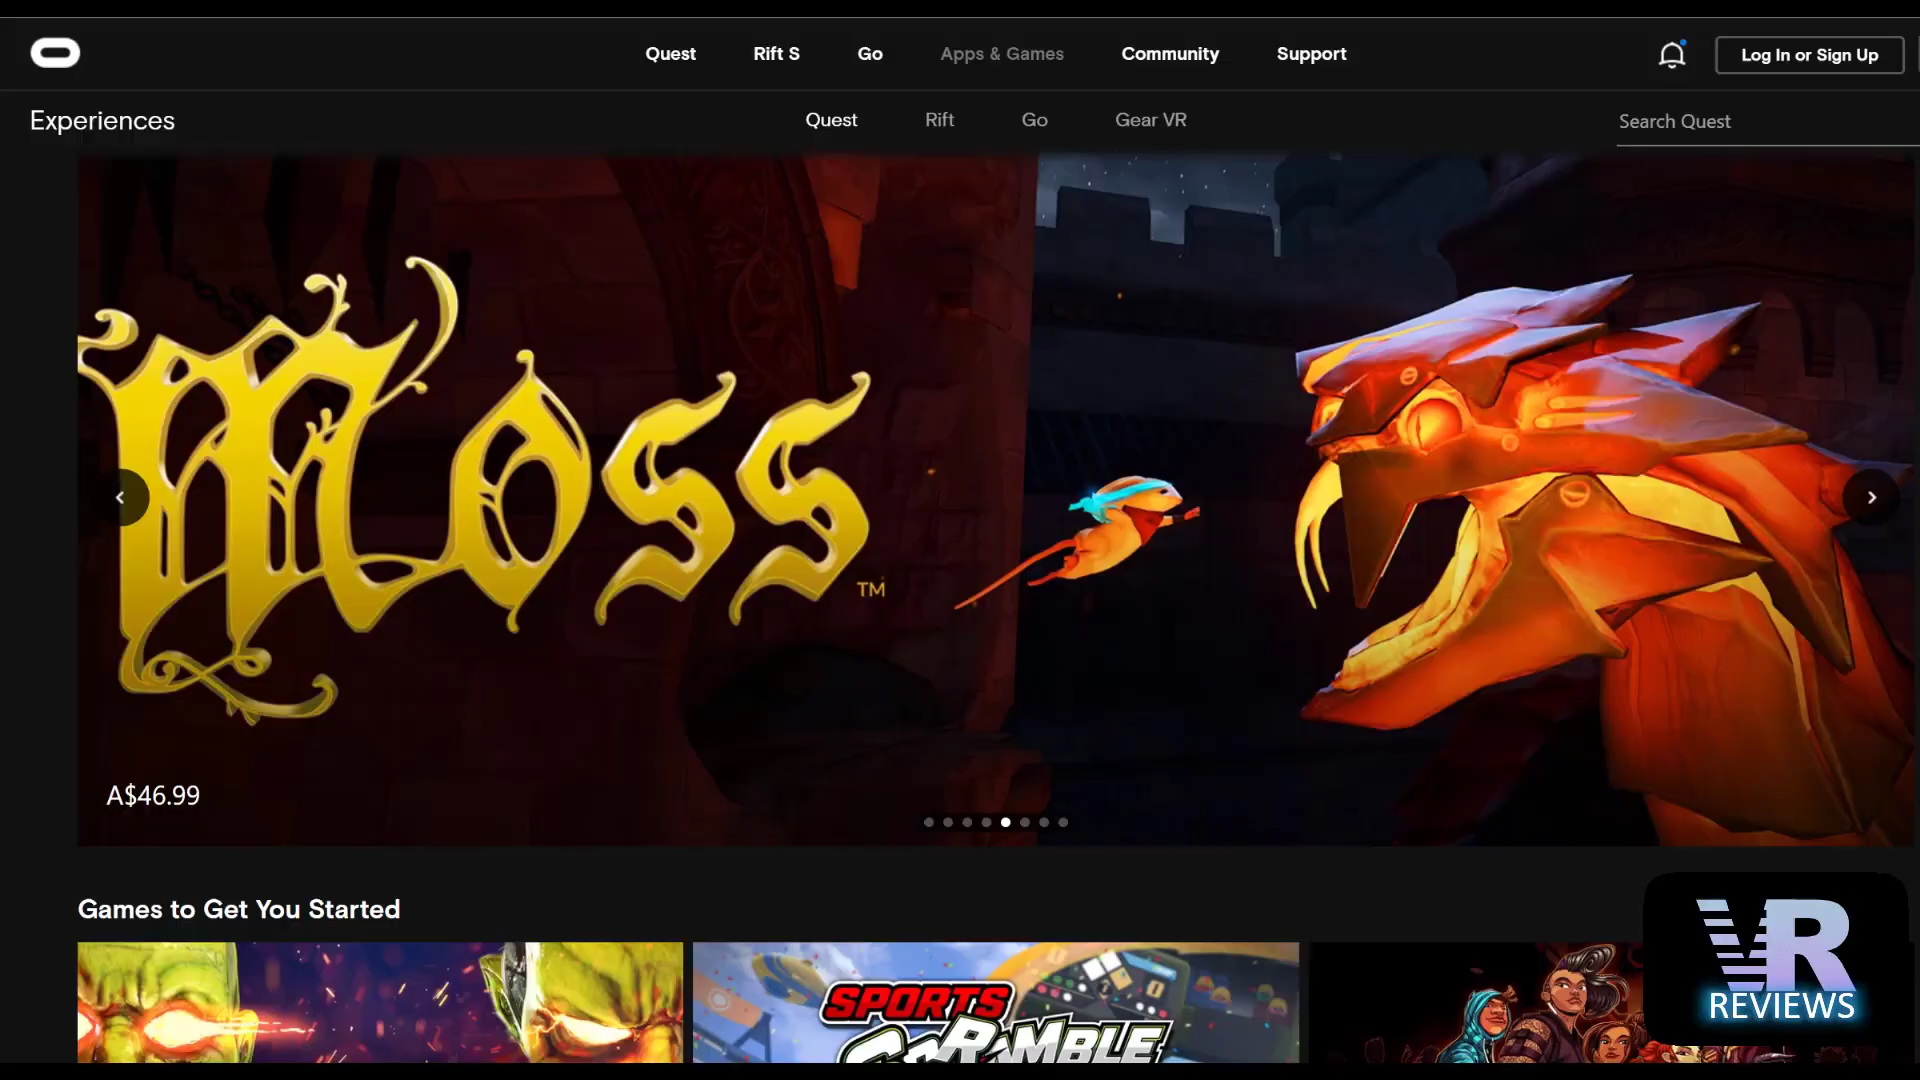 Quest Rift S Go Apps & Games Community Support Log In or Sign Up
Experiences Quest Rift Go Gear VR Search Quest
Moss TM
A$46.99
Games to Get You Started
SPORTS
SCRAMBLE
VR
REVIEWS